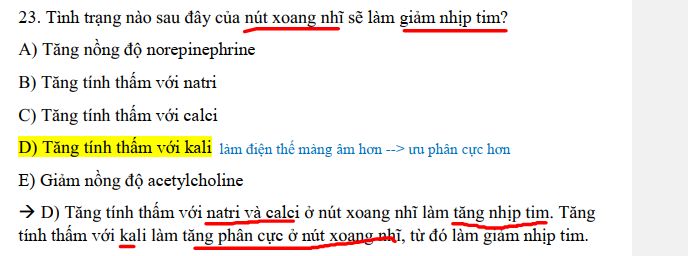 23. Tình trạng nào sau đây của nút xoang nhĩ sẽ làm giảm nhịp tim?
A) Tăng nồng độ norepinephrine
B) Tăng tính thấm với natri
C) Tăng tính thấm với calci
D) Tăng tính thấm với kali làm điện thế màng âm hơn --> ưu phân cực hơn
E) Giảm nồng độ acetylcholine
→ D) Tăng tính thấm với natri và calci ở nút xoang nhĩ làm tăng nhịp tim. Tăng
tính thấm với kali làm tăng phân cực ở nút xoang nhĩ, từ đó làm giảm nhịp tim.